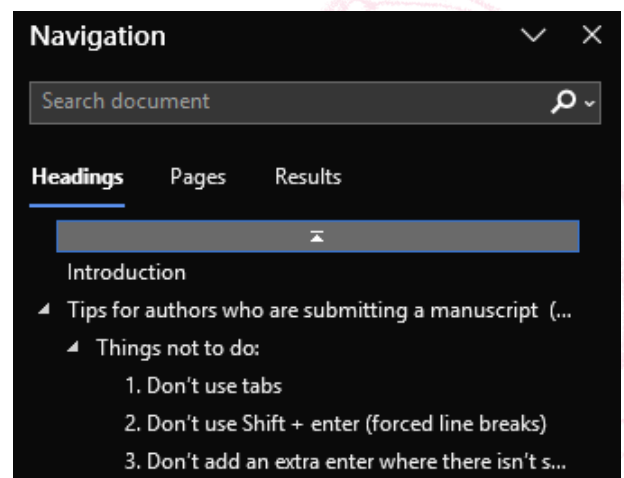 Navigation
Search document
Headings Pages Results
Introduction
Tips for authors who are submitting a manuscript (...
Things not to do:
1. Don't use tabs
2. Don't use Shift + enter (forced line breaks)
3. Don't add an extra enter where there isn't s...